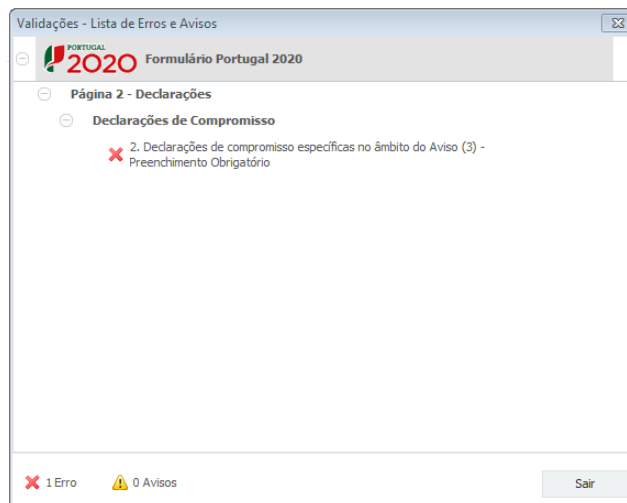 Validações - Lista de Erros e Avisos
PORTUGAL
2020
Formulário Portugal 2020
Página 2 - Declarações
Declarações de Compromisso
2. Declarações de compromisso específicas no âmbito do Aviso (3) -
Preenchimento Obrigatório
1 Erro
0 Avisos
Sair